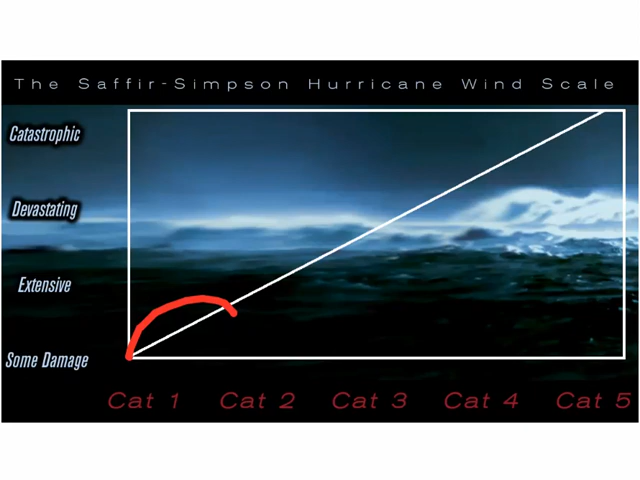 The Saffir-Simpson Hurricane Wind Scale
Catastrophic
Devastating
Extensive
Some Damage
Cat 1 Cat 2 Cat 3 Cat 4 Cat 5